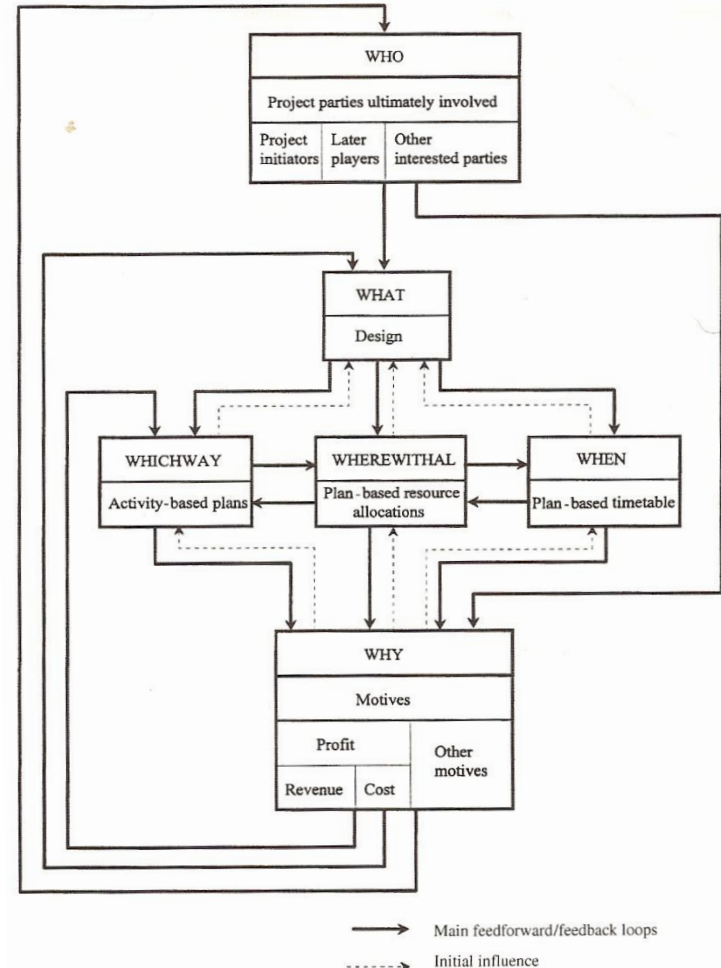 WHO
Project parties ultimately involved
Project
initiators
Later
players
Other
interested parties
WHAT
Design
WHICHWAY
Activity-based plans
WHEREWITHAL
Plan-based resource
allocations
WHEN
Plan-based timetable
WHY
Motives
Profit
Revenue
Cost
Other
motives
Main feedforward/feedback loops
Initial influence